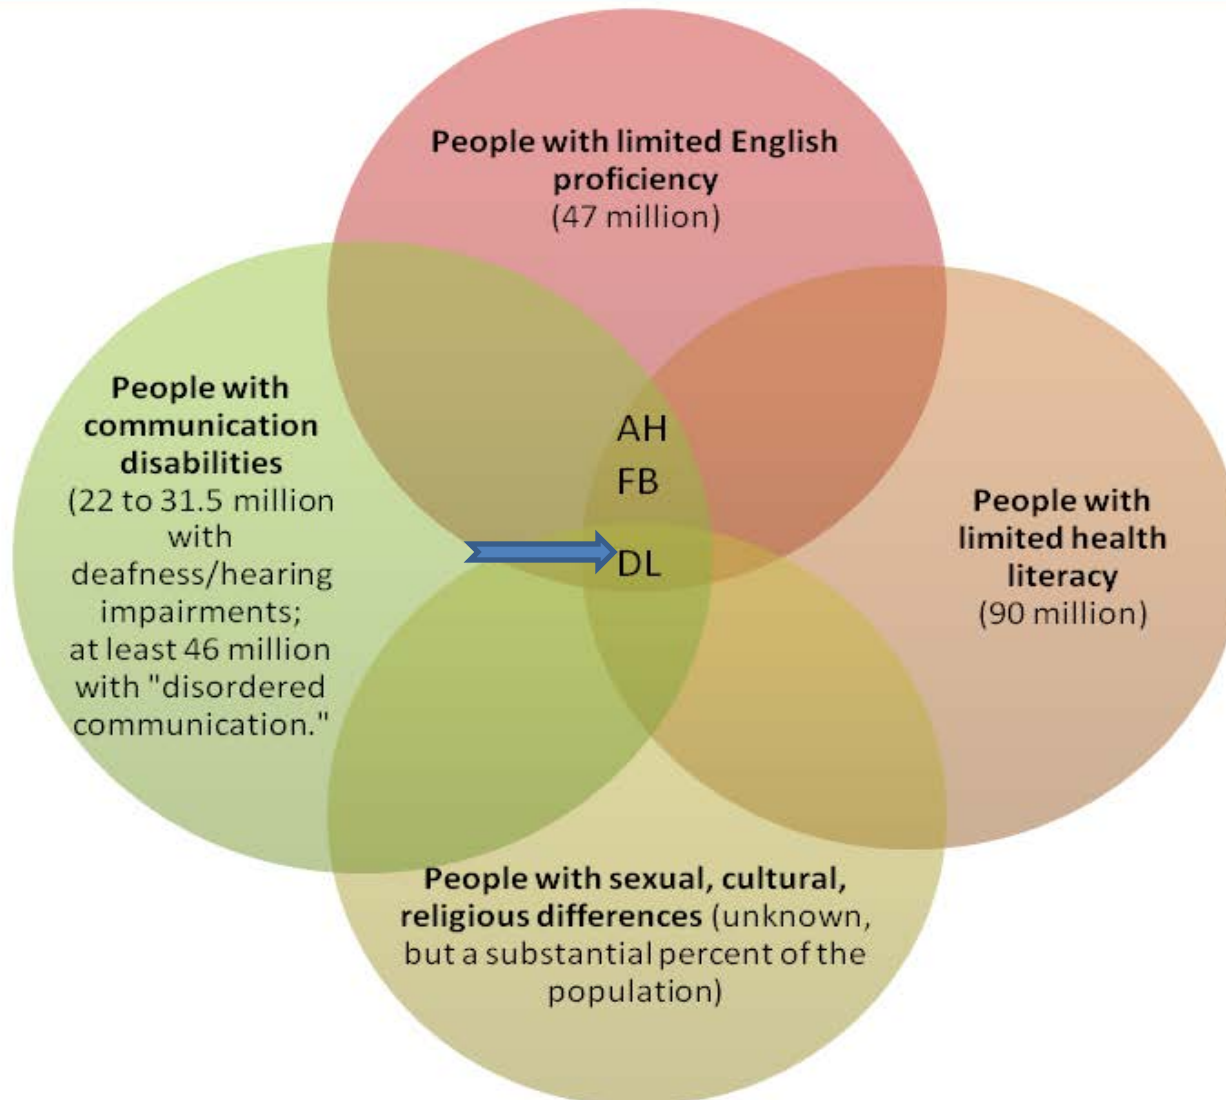 People with limited English
proficiency
(47 million)
People with
communication
disabilities
(22 to 31.5 million
with
deafness/hearing
impairments;
at least 46 million
with "disordered
communication."
AH
FB
DL
People with
limited health
literacy
(90 million)
People with sexual, cultural,
religious differences (unknown,
but a substantial percent of the
population)